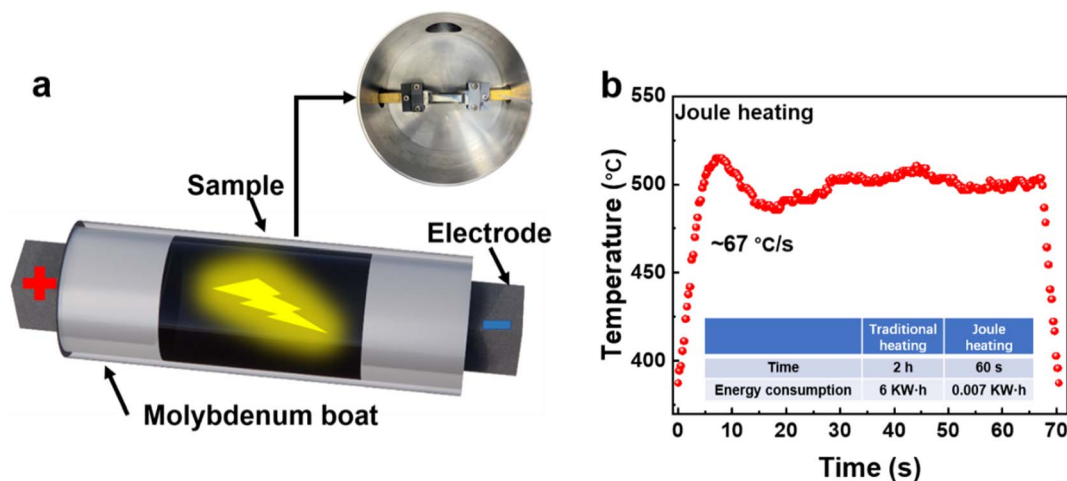 a
Sample
Electrode
+
-
Molybdenum boat
b
Joule heating
Temperature (°C)
550
500
450
400
~67 °C/s
Traditional heating
Joule heating
Time 2 h 60 s
Energy consumption 6 KW·h 0.007 KW·h
0 10 20 30 40 50 60 70
Time (s)